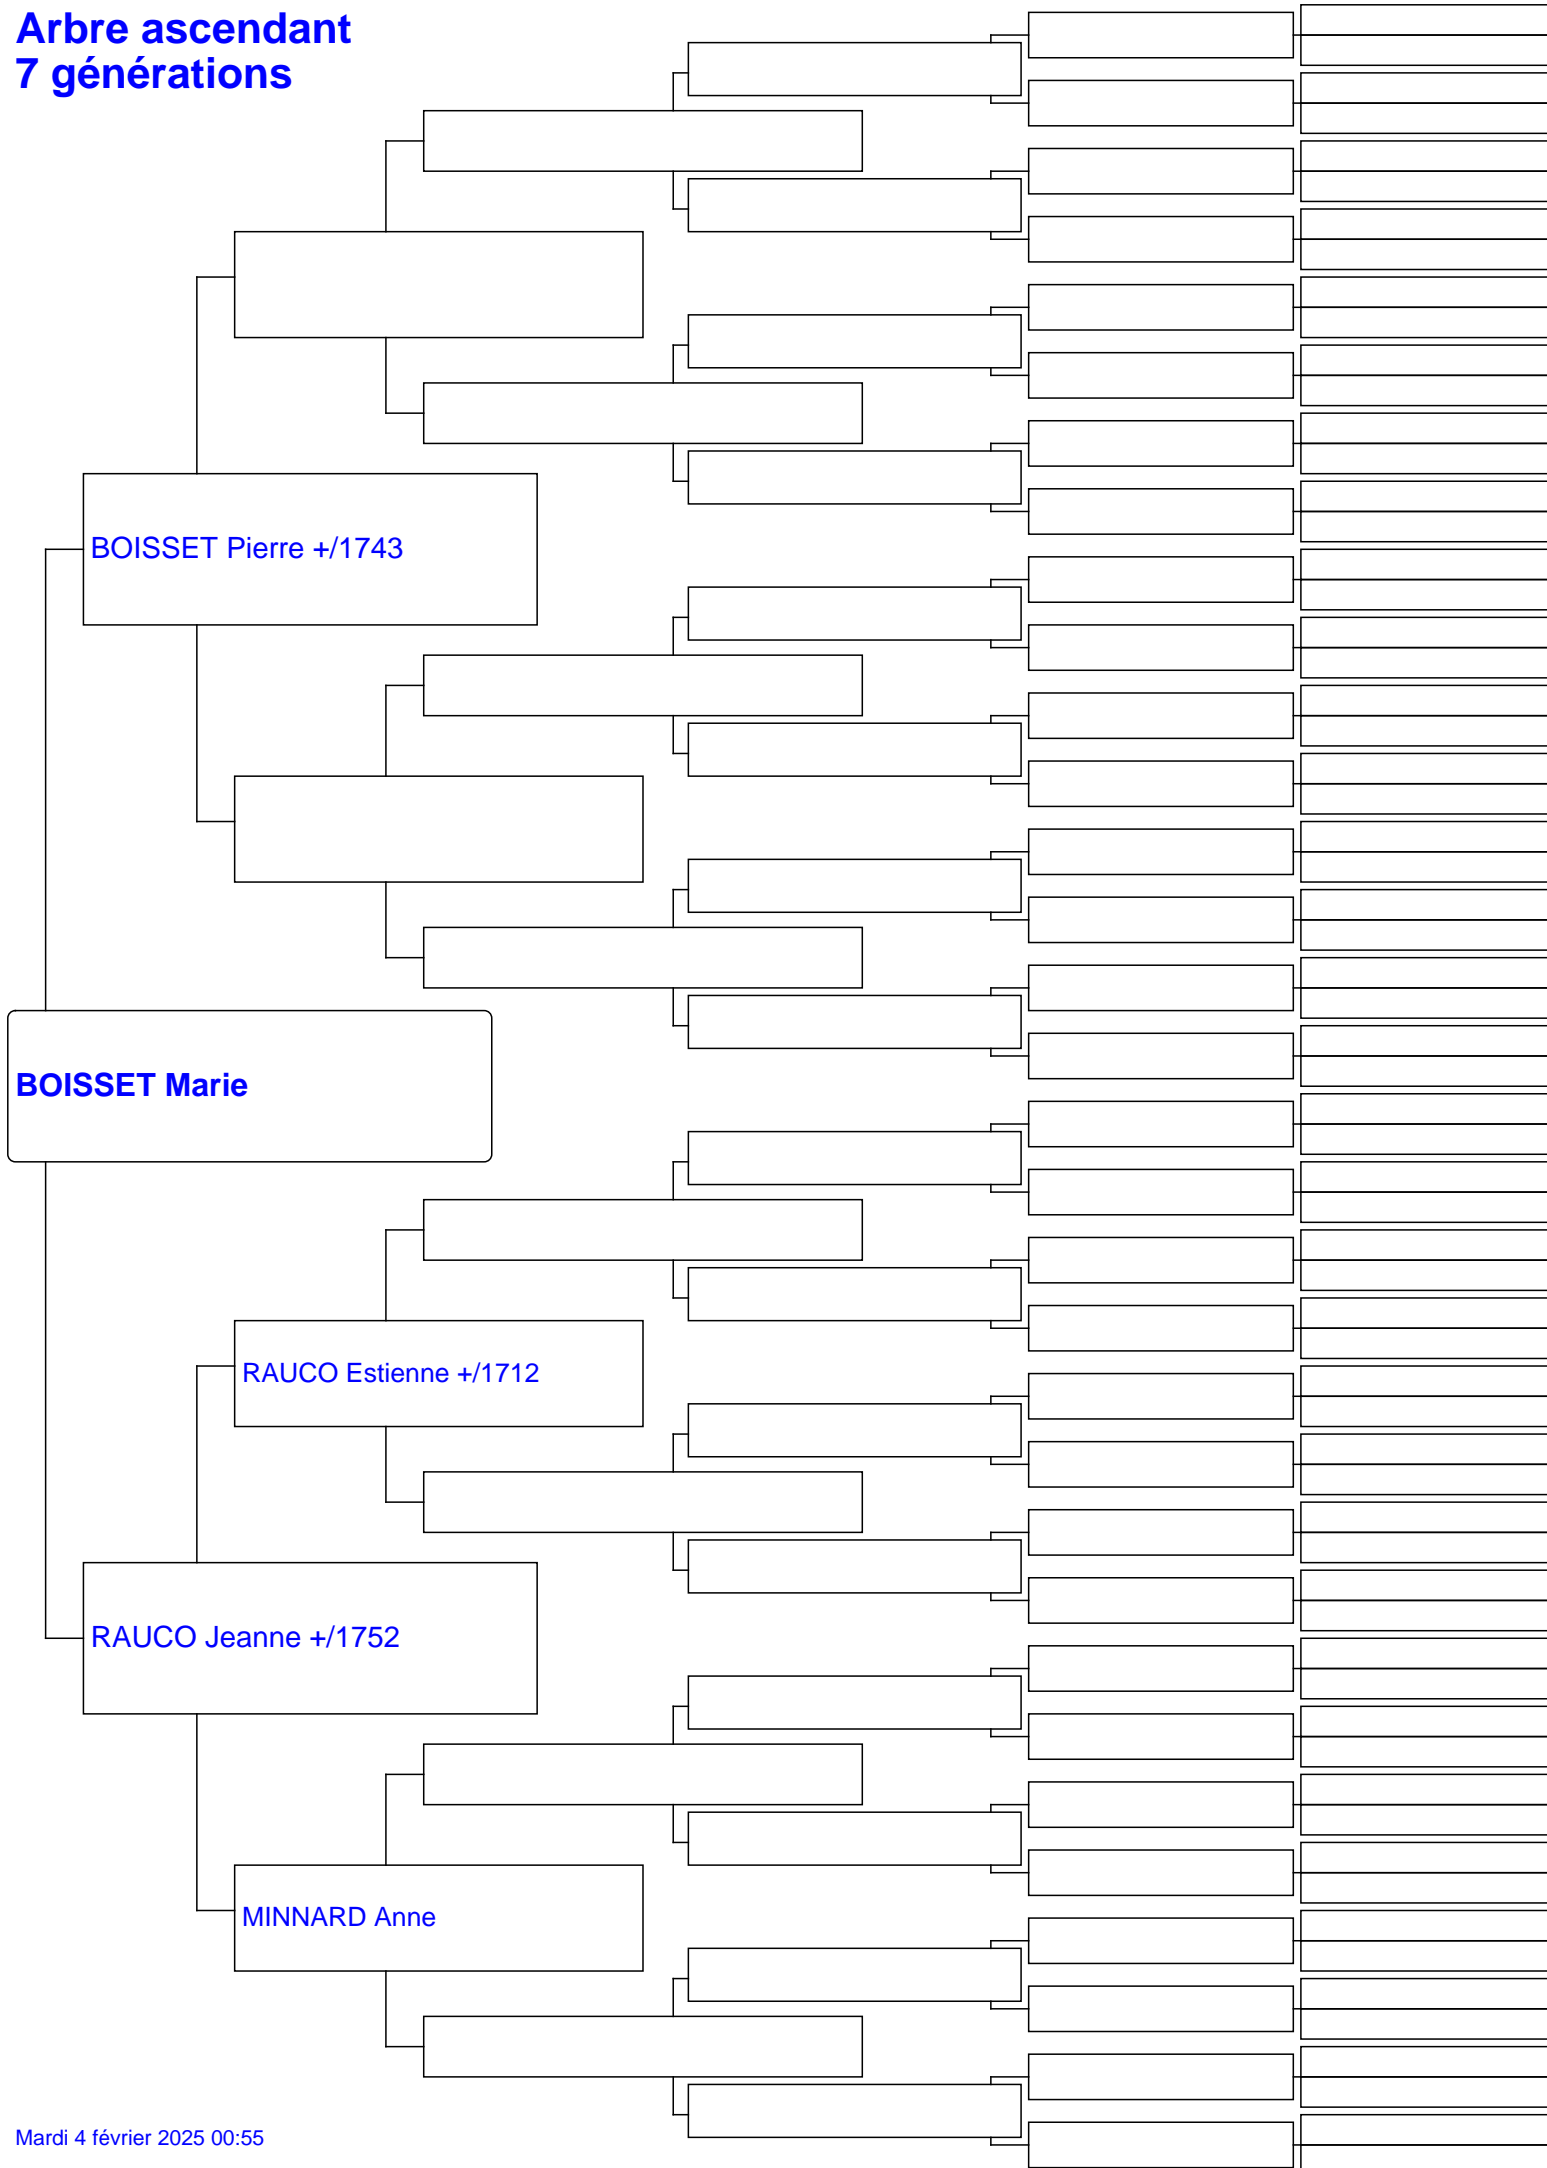 Arbre ascendant
7 générations
BOISSET Pierre +/1743
BOISSET Marie
RAUCO Estienne +/1712
RAUCO Jeanne +/1752
MINNARD Anne
Mardi 4 février 2025 00:55